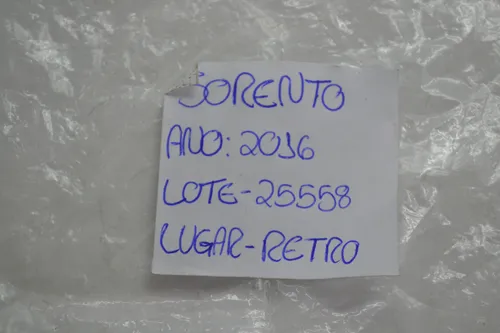 SORENTO
ANO: 2016
LOTE-25558
LUGAR-RETRO